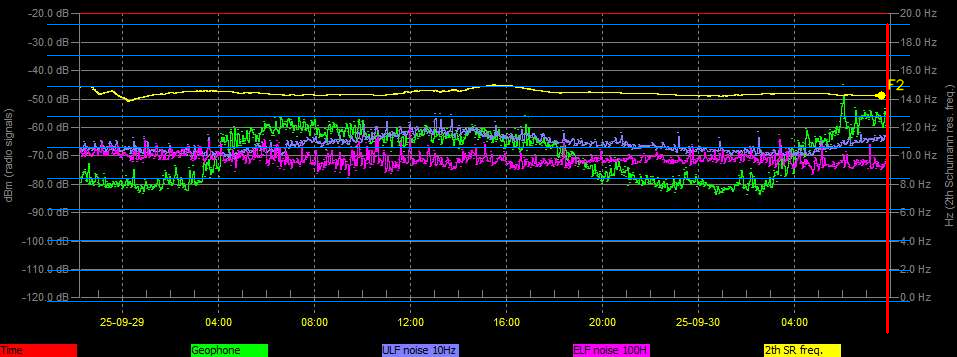 -20.0 dB 20.0 Hz
-30.0 dB 18.0 Hz
-40.0 dB 16.0 Hz
F2
-50.0 dB 14.0 Hz
-60.0 dB 12.0 Hz
-70.0 dB 10.0 Hz
-80.0 dB 8.0 Hz
-90.0 dB 6.0 Hz
-100.0 dB 4.0 Hz
-110.0 dB 2.0 Hz
-120.0 dB 0.0 Hz
dBm (radio signals)
Hz (2th Schumann res. freq.)
25-09-29 04:00 08:00 12:00 16:00 20:00 25-09-30 04:00
Time Geophone ULF noise 10Hz ELF noise 100H 2th SR freq.